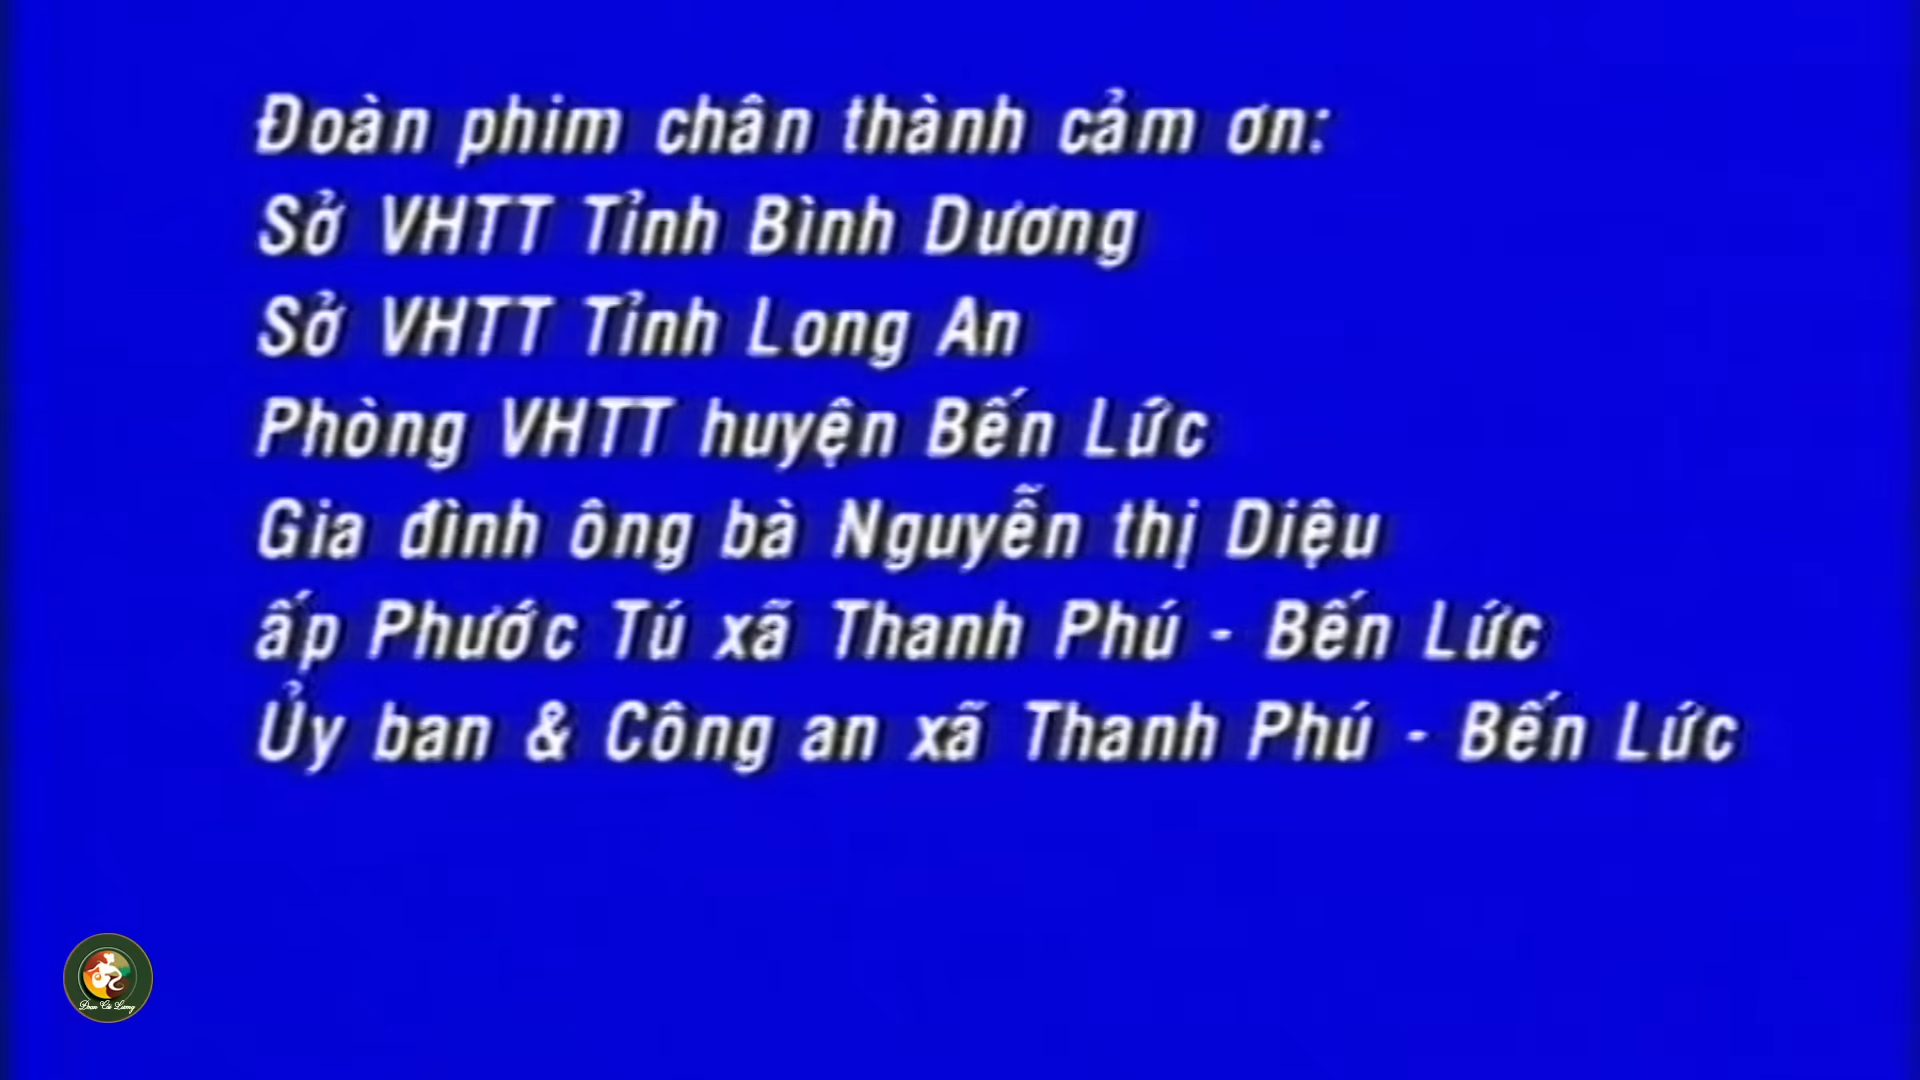 Đoàn phim chân thành cảm ơn:
Sở VHTT Tỉnh Bình Dương
Sở VHTT Tỉnh Long An
Phòng VHTT huyện Bến Lức
Gia đình ông bà Nguyễn thị Diệu
ấp Phước Tú xã Thanh Phú - Bến Lức
Ủy ban & Công an xã Thanh Phú - Bến Lức